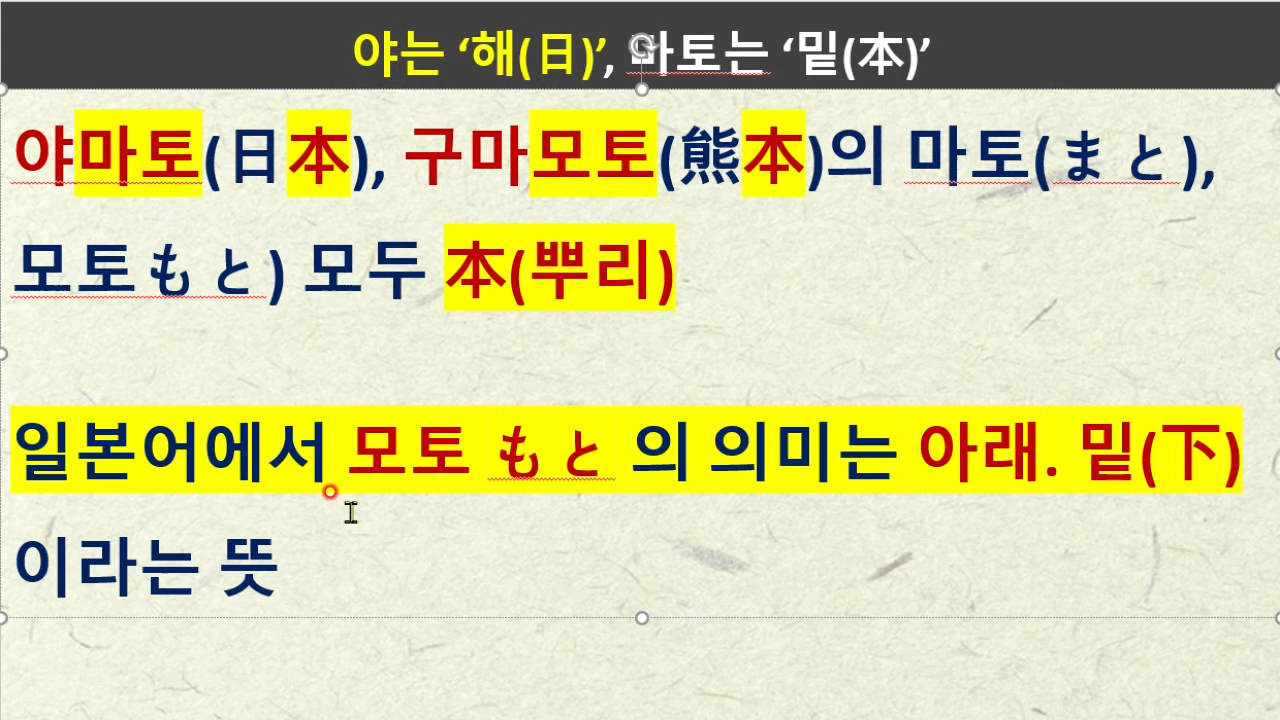 야는 ‘해(日)’, 마토는 ‘밑(本)’
야마토(日本), 구마모토(熊本)의 마토(まと),
모토もと) 모두 本(뿌리)
일본어에서 모토 もと 의 의미는 아래. 밑(下)
이라는 뜻